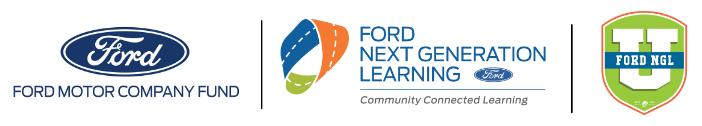 Ford
FORD MOTOR COMPANY FUND
FORD
NEXT GENERATION
LEARNING Ford
Community Connected Learning
U
FORD NGL